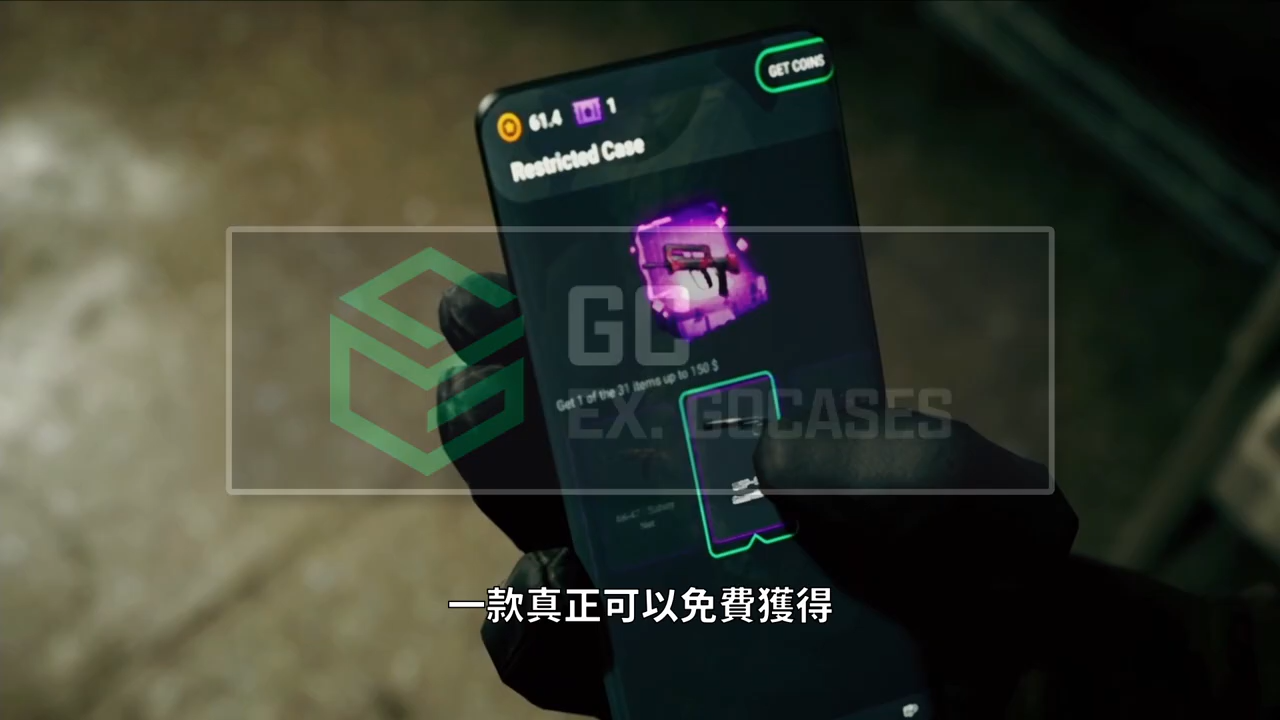 GET COINS
61.4 1
Restricted Case
Get 1 of the 31 items up to 150 $
GC
EX. GOCASES
一款真正可以免費獲得